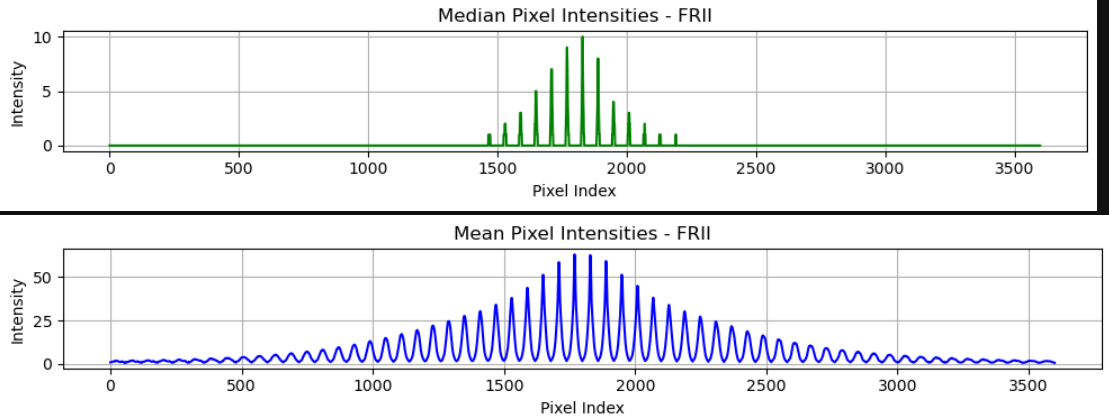 Median Pixel Intensities - FRII
10
5
0
Intensity
0 500 1000 1500 2000 2500 3000 3500
Pixel Index
Mean Pixel Intensities - FRII
50
25
0
Intensity
0 500 1000 1500 2000 2500 3000 3500
Pixel Index